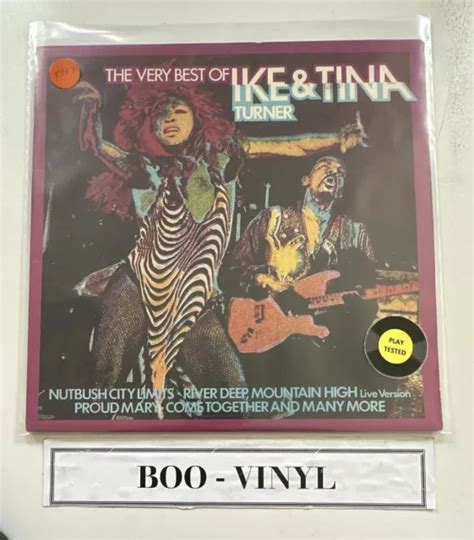 THE VERY BEST OF IKE & TINA
TURNER
PLAY
TESTED
NUTBUSH CITY LIMITS · RIVER DEEP, MOUNTAIN HIGH Live Version
PROUD MARY · COME TOGETHER AND MANY MORE
BOO - VINYL